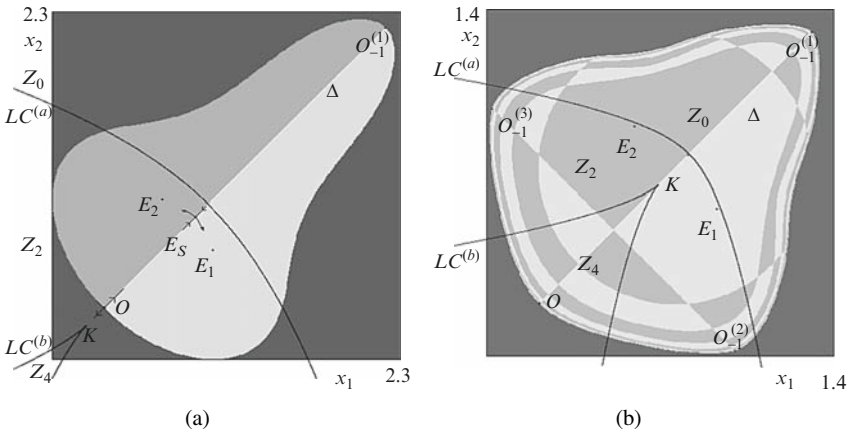 2.3
x₂
Z₀
LC⁽ᵃ⁾
O₋₁⁽¹⁾
Δ
E₂
E_S
E₁
Z₂
O
K
LC⁽ᵇ⁾
Z₄
x₁
2.3
(a)
1.4
x₂
LC⁽ᵃ⁾
O₋₁⁽¹⁾
O₋₁⁽³⁾
Z₀
Δ
E₂
Z₂
K
E₁
LC⁽ᵇ⁾
Z₄
O
O₋₁⁽²⁾
x₁
1.4
(b)